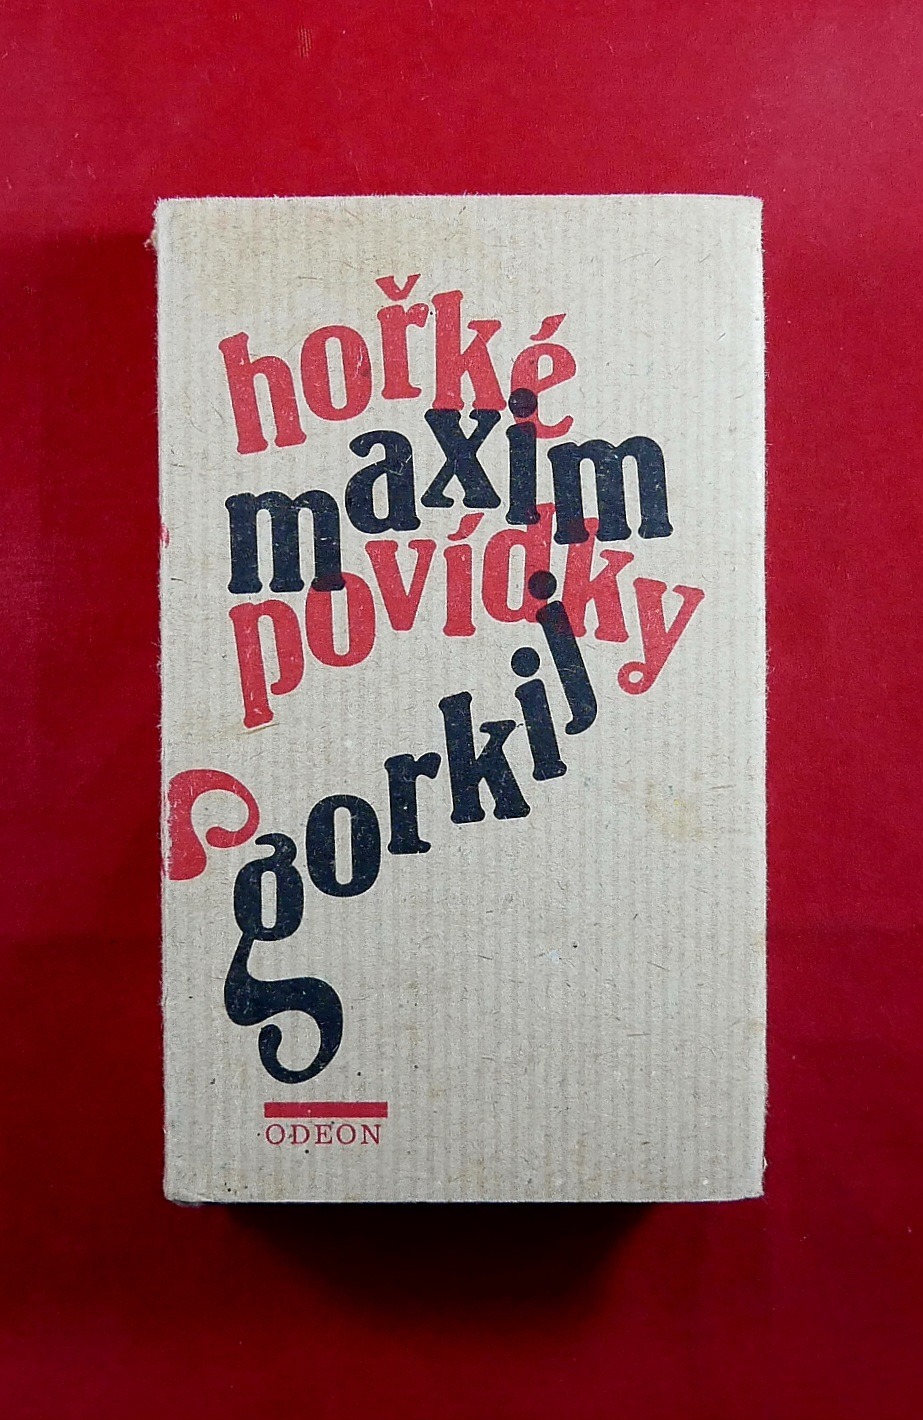 hořké
maxim
povídky
gorkij
ODEON